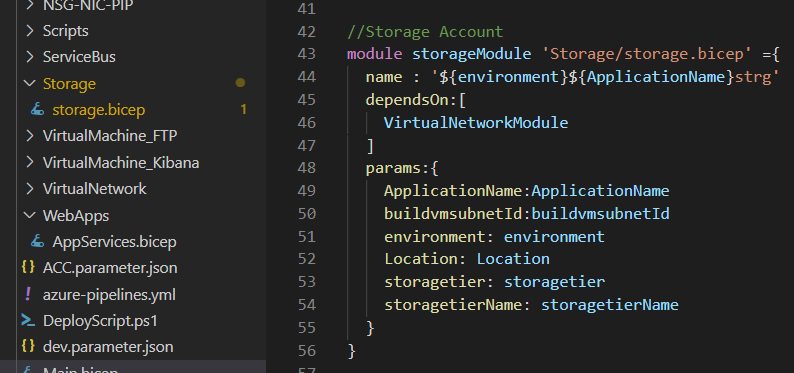 NSG-NIC-PIP
Scripts
ServiceBus
Storage
storage.bicep 1
VirtualMachine_FTP
VirtualMachine_Kibana
VirtualNetwork
WebApps
AppServices.bicep
ACC.parameter.json
azure-pipelines.yml
DeployScript.ps1
dev.parameter.json
Main.bicep
41
42 //Storage Account
43 module storageModule 'Storage/storage.bicep' ={
44 name : '${environment}${ApplicationName}strg'
45 dependsOn:[
46 VirtualNetworkModule
47 ]
48 params:{
49 ApplicationName:ApplicationName
50 buildvmsubnetId:buildvmsubnetId
51 environment: environment
52 Location: Location
53 storagetier: storagetier
54 storagetierName: storagetierName
55 }
56 }
57